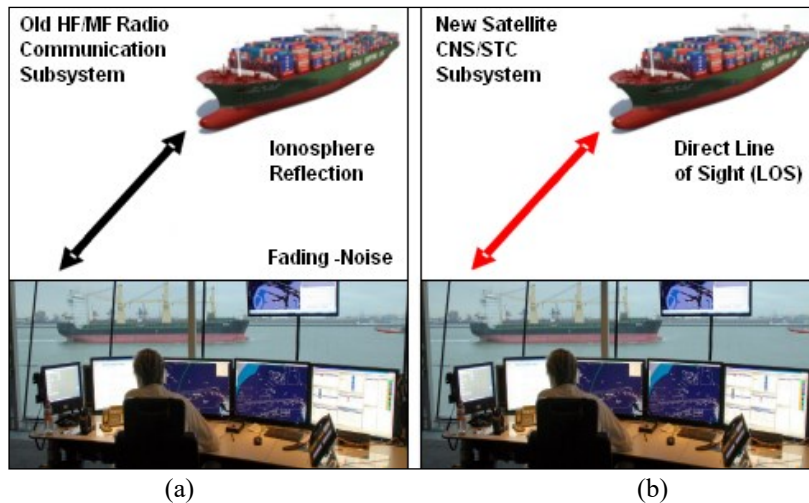 Old HF/MF Radio
Communication
Subsystem
Ionosphere
Reflection
Fading -Noise
New Satellite
CNS/STC
Subsystem
Direct Line
of Sight (LOS)
(a)
(b)